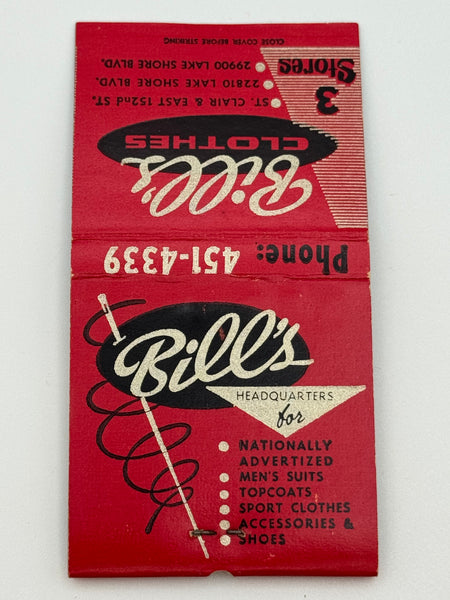 CLOSE COVER BEFORE STRIKING
3
Stores
ST. CLAIR & EAST 152nd ST.
22810 LAKE SHORE BLVD.
29900 LAKE SHORE BLVD.
Bill's
CLOTHES
Phone: 451-4339
Bill's
HEADQUARTERS
for
NATIONALLY
ADVERTIZED
MEN'S SUITS
TOPCOATS
SPORT CLOTHES
ACCESSORIES &
SHOES